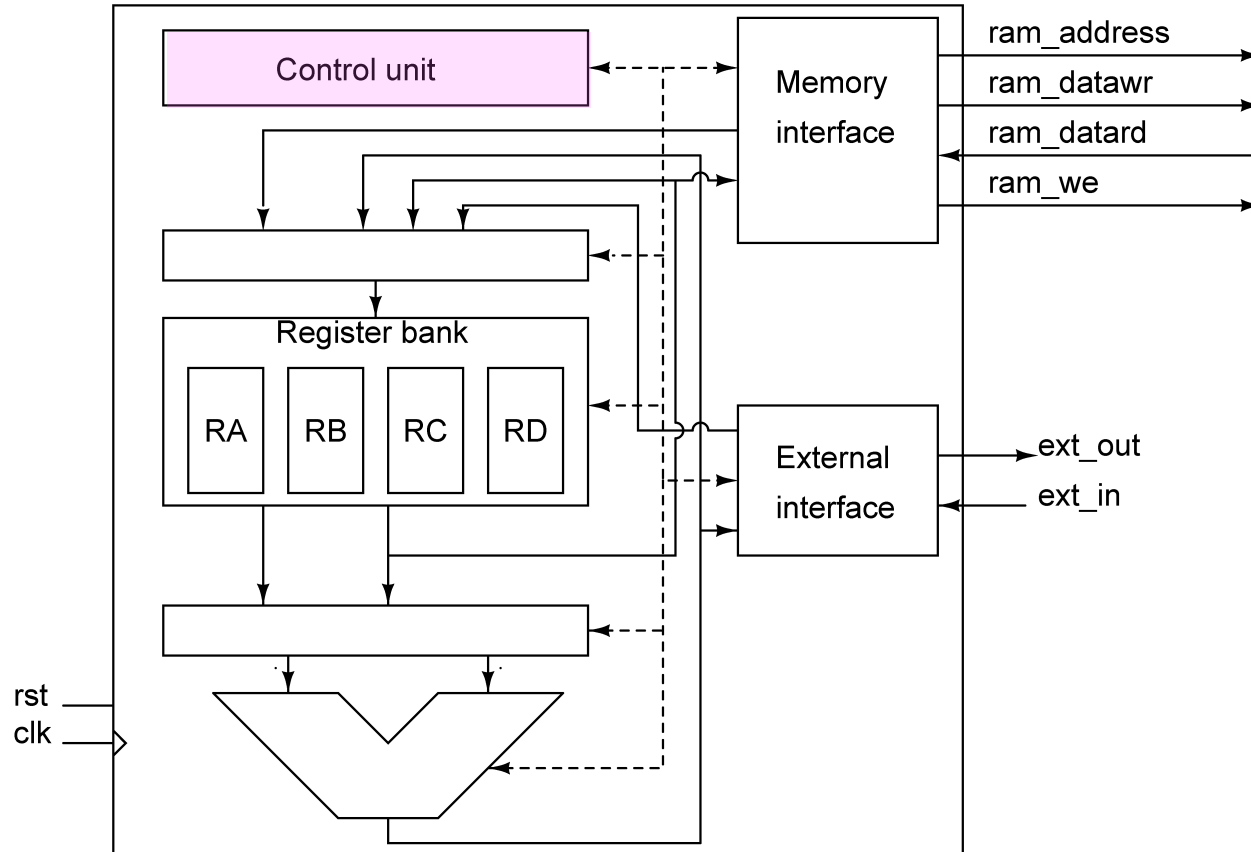 Control unit
Memory
interface
ram_address
ram_datawr
ram_datard
ram_we
Register bank
RA
RB
RC
RD
External
interface
ext_out
ext_in
rst
clk